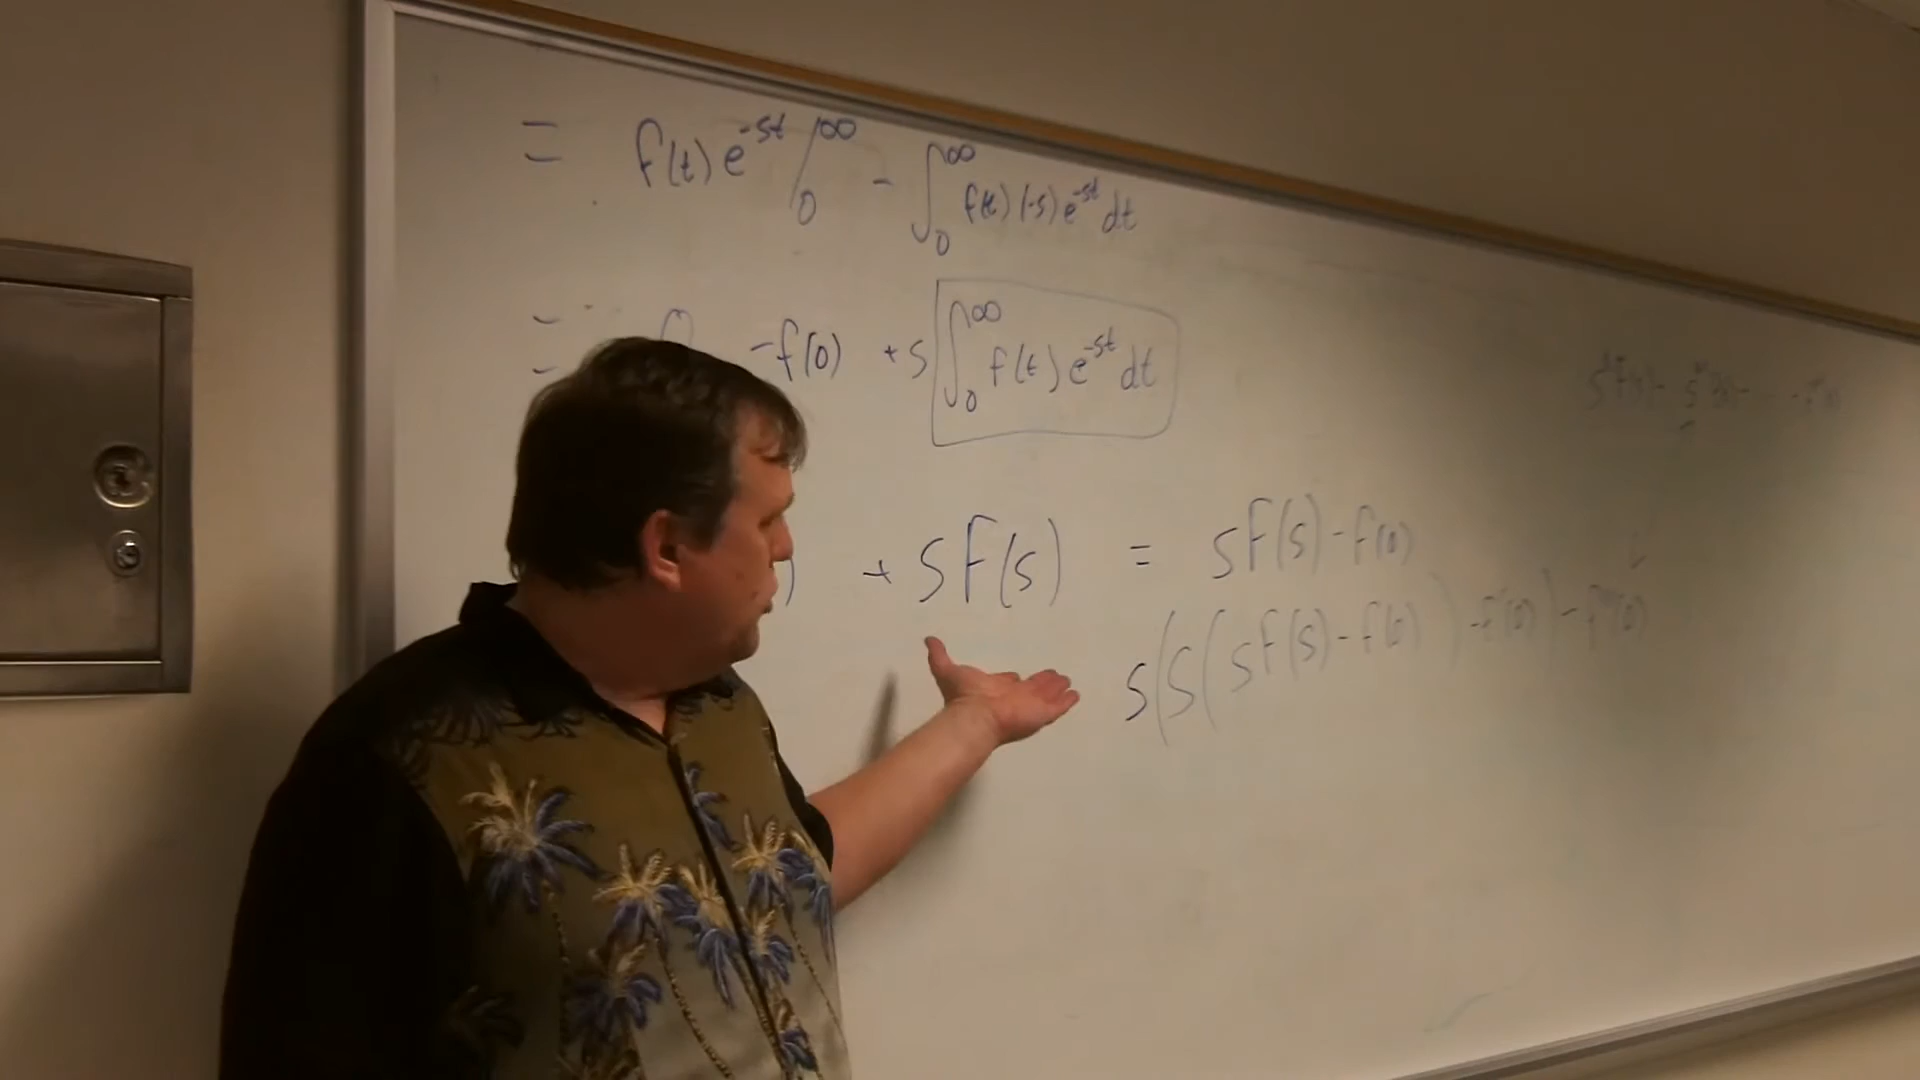 = f(t) e^-st |_0^∞ - ∫_0^∞ f(t) (-s) e^-st dt
= -f(0) + s ∫_0^∞ f(t) e^-st dt
) + sF(s) = sF(s) - f(0)
s(s(sF(s) - f(0)) - f'(0)) - f''(0)